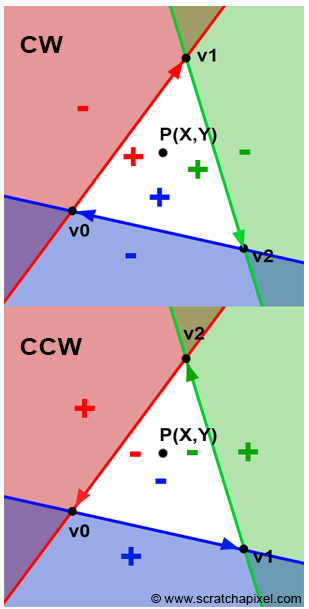 CW
v1
-
P(X,Y)
+ + -
+
v0
-
v2
CCW
v2
+
P(X,Y)
- - +
-
v0
+
v1
© www.scratchapixel.com